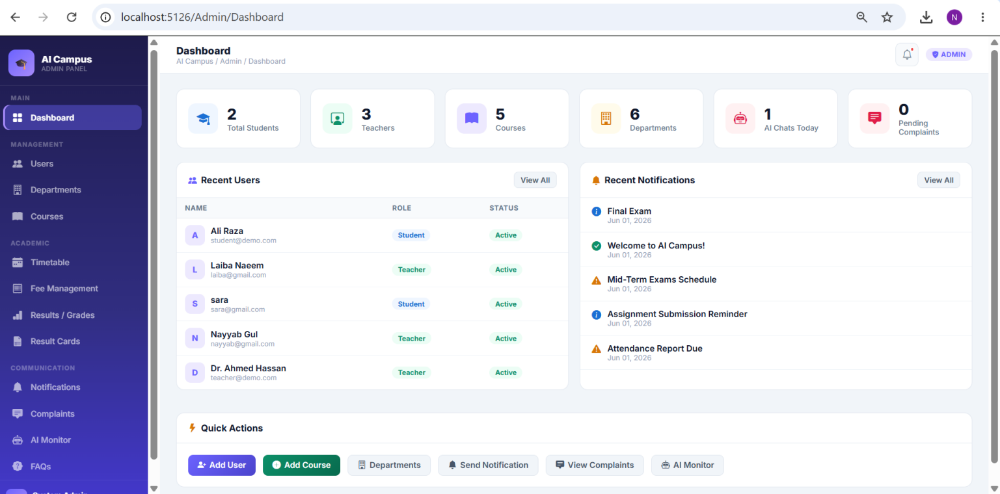 localhost:5126/Admin/Dashboard
N
AI Campus
ADMIN PANEL
MAIN
Dashboard
MANAGEMENT
Users
Departments
Courses
ACADEMIC
Timetable
Fee Management
Results / Grades
Result Cards
COMMUNICATION
Notifications
Complaints
AI Monitor
FAQs
System Admin
Dashboard
AI Campus / Admin / Dashboard
ADMIN
2
Total Students
3
Teachers
5
Courses
6
Departments
1
AI Chats Today
0
Pending
Complaints
Recent Users
View All
NAME ROLE STATUS
A Ali Raza Student Active
student@demo.com
L Laiba Naeem Teacher Active
laiba@gmail.com
S sara Student Active
sara@gmail.com
N Nayyab Gul Teacher Active
nayyab@gmail.com
D Dr. Ahmed Hassan Teacher Active
teacher@demo.com
Recent Notifications
View All
Final Exam
Jun 01, 2026
Welcome to AI Campus!
Jun 01, 2026
Mid-Term Exams Schedule
Jun 01, 2026
Assignment Submission Reminder
Jun 01, 2026
Attendance Report Due
Jun 01, 2026
Quick Actions
Add User
Add Course
Departments
Send Notification
View Complaints
AI Monitor